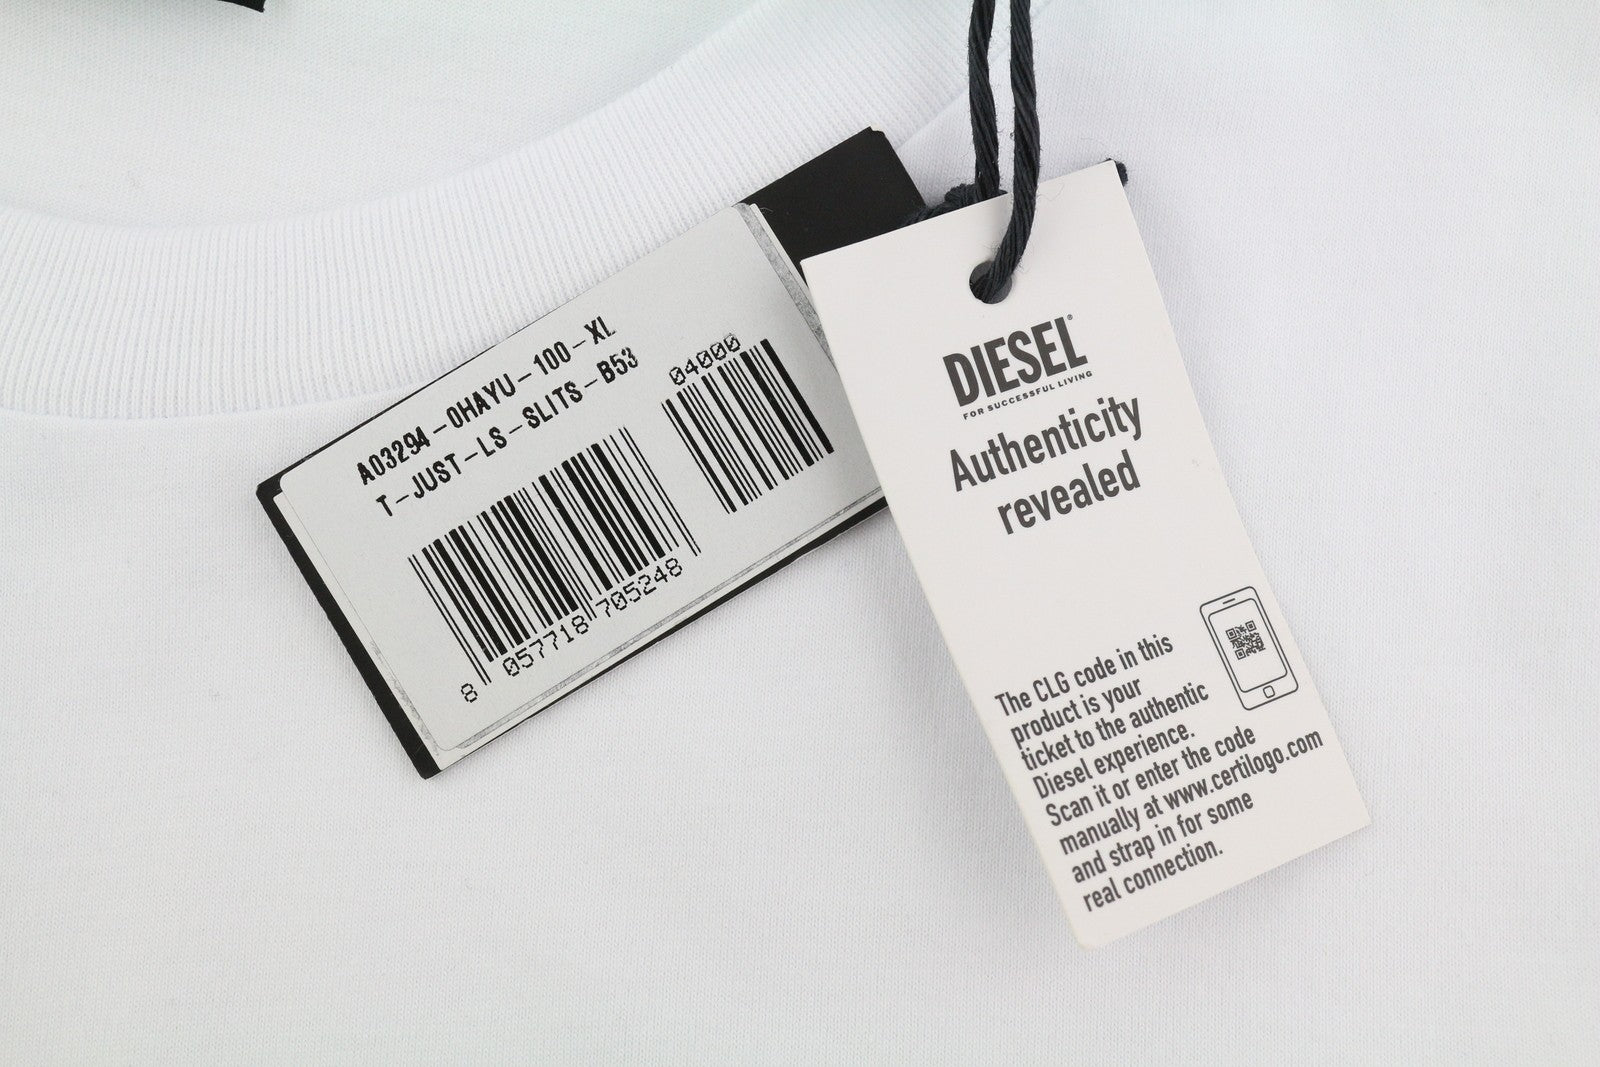 A03294-0HAYU-100-XL
T-JUST-LS-SLITS-B53
04000
8 057718 705248
DIESEL®
FOR SUCCESSFUL LIVING
Authenticity
revealed
The CLG code in this
product is your
ticket to the authentic
Diesel experience.
Scan it or enter the code
manually at www.certilogo.com
and strap in for some
real connection.